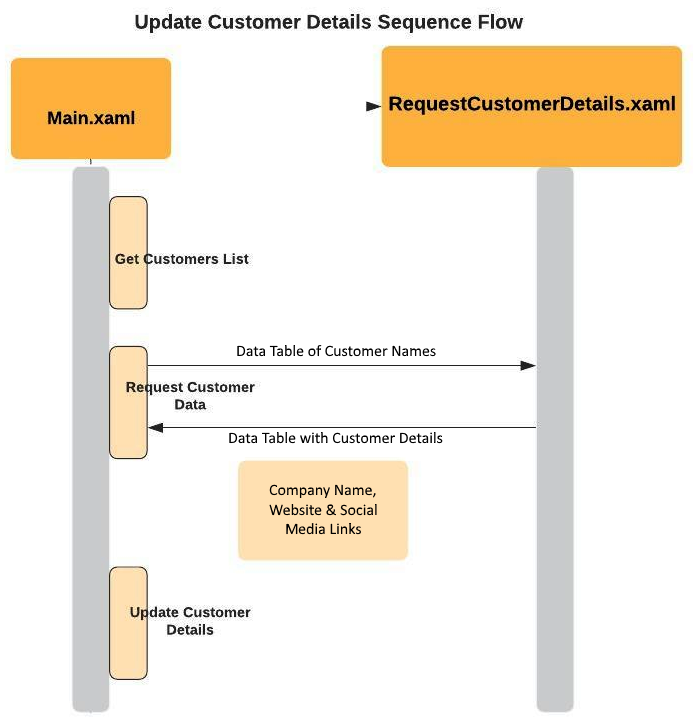 Update Customer Details Sequence Flow
Main.xaml
RequestCustomerDetails.xaml
Get Customers List
Data Table of Customer Names
Request Customer
Data
Data Table with Customer Details
Company Name,
Website & Social
Media Links
Update Customer
Details